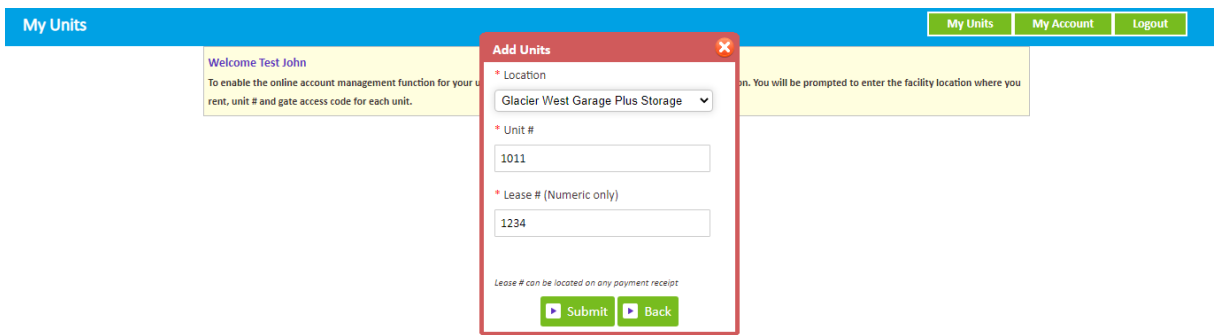 My Units
My Units
My Account
Logout
Welcome Test John
To enable the online account management function for your u
on. You will be prompted to enter the facility location where you
rent, unit # and gate access code for each unit.
Add Units
* Location
Glacier West Garage Plus Storage
* Unit #
1011
* Lease # (Numeric only)
1234
Lease # can be located on any payment receipt
Submit
Back